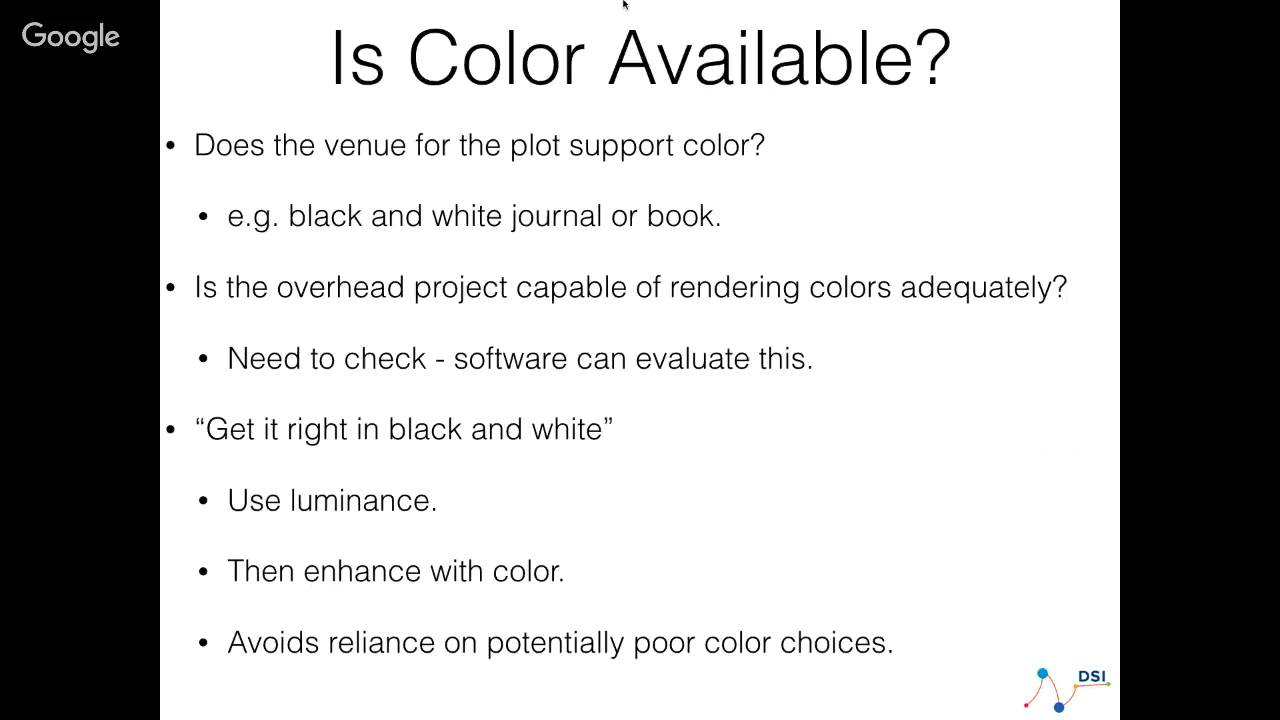 Google
Is Color Available?
• Does the venue for the plot support color?
• e.g. black and white journal or book.
• Is the overhead project capable of rendering colors adequately?
• Need to check - software can evaluate this.
• “Get it right in black and white”
• Use luminance.
• Then enhance with color.
• Avoids reliance on potentially poor color choices.
DSI